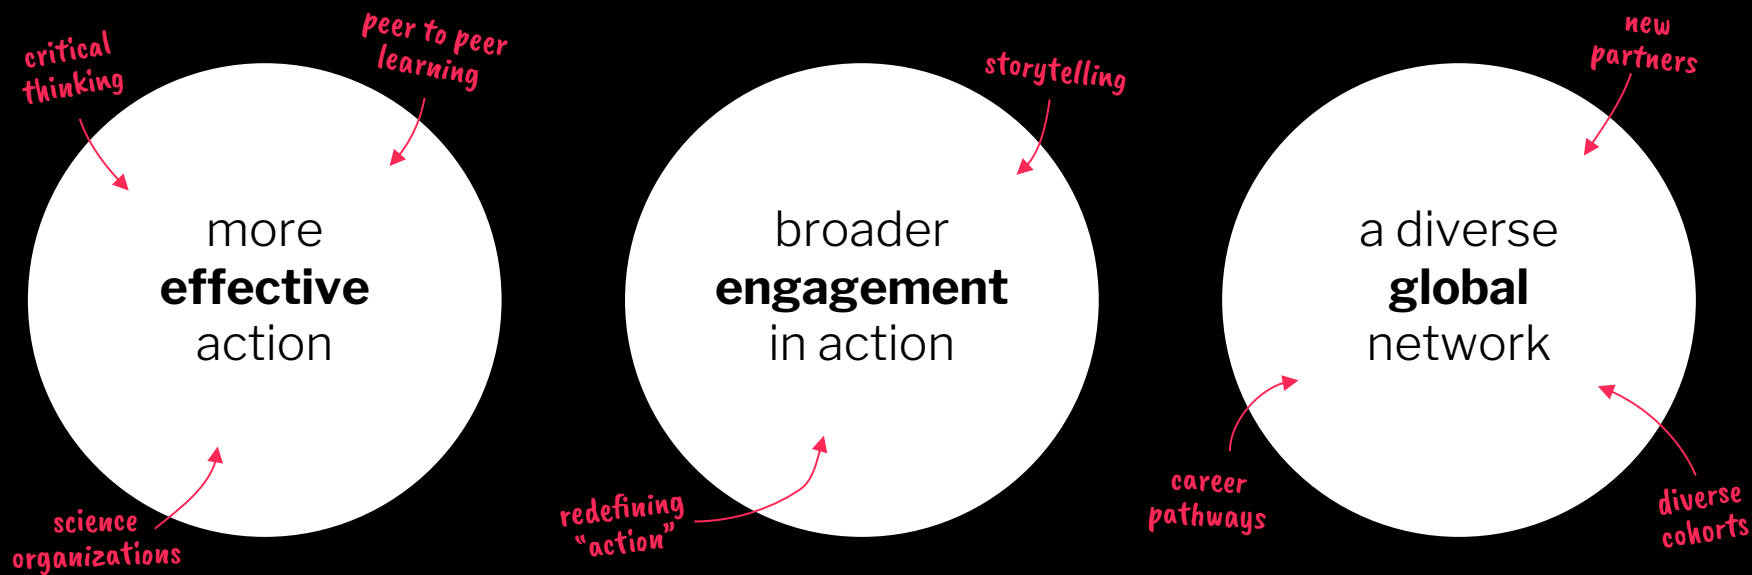 critical
thinking
peer to peer
learning
more
effective
action
science
organizations
storytelling
broader
engagement
in action
redefining
“action”
new
partners
a diverse
global
network
career
pathways
diverse
cohorts